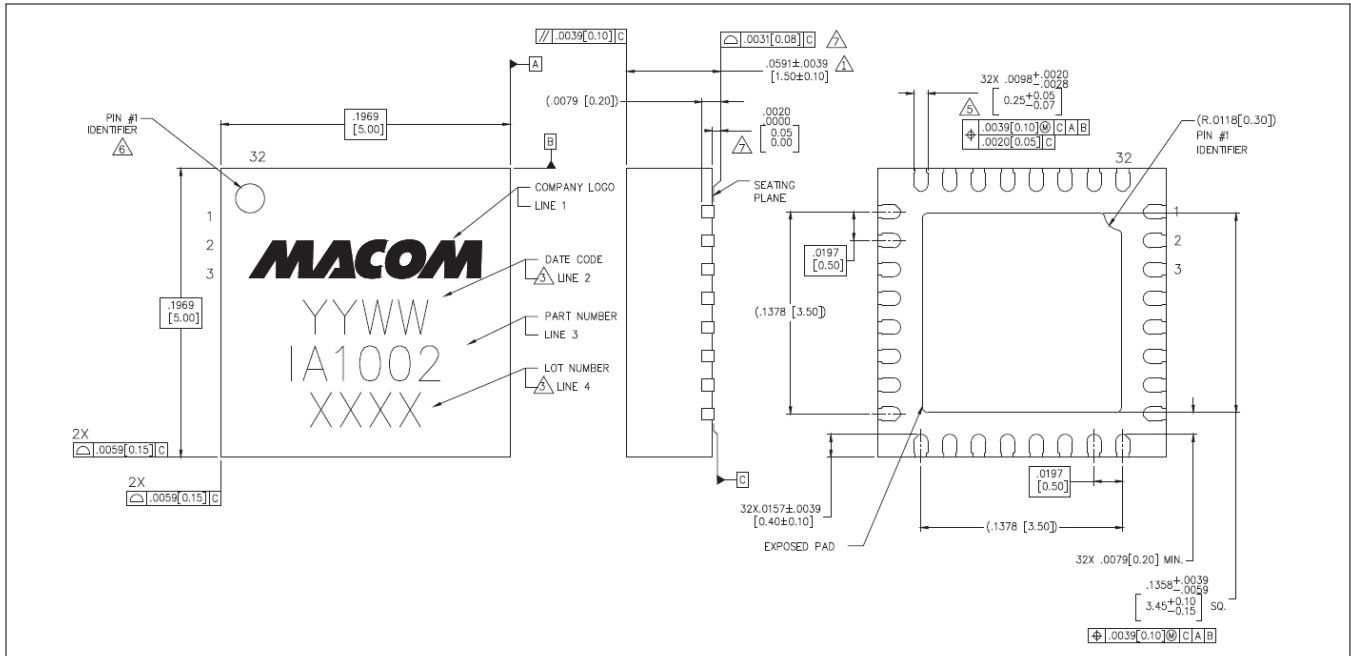 // .0039[0.10] C
.0031[0.08] C 7
.0591±.0039 1
[1.50±0.10]
A
32X .0098+.0020
-.0028
[0.25+0.05
-0.07]
(.0079 [0.20])
.0020
.0000
[0.05
0.00]
7
5
.0039[0.10]Ⓜ C A B
.0020[0.05] C
(R.0118[0.30])
PIN #1
IDENTIFIER
PIN #1
IDENTIFIER
6
.1969
[5.00]
B
32
32
COMPANY LOGO
LINE 1
SEATING
PLANE
1
2
3
1
2
3
MACOM
DATE CODE
3 LINE 2
.0197
[0.50]
YYWW
.1969
[5.00]
(.1378 [3.50])
PART NUMBER
LINE 3
IA1002
LOT NUMBER
3 LINE 4
XXXX
2X
.0059[0.15] C
2X
.0059[0.15] C
C
.0197
[0.50]
32X.0157±.0039
[0.40±0.10]
(.1378 [3.50])
EXPOSED PAD
32X .0079[0.20] MIN.
.1358+.0039
-.0059
[3.45+0.10
-0.15] SQ.
.0039[0.10]Ⓜ C A B